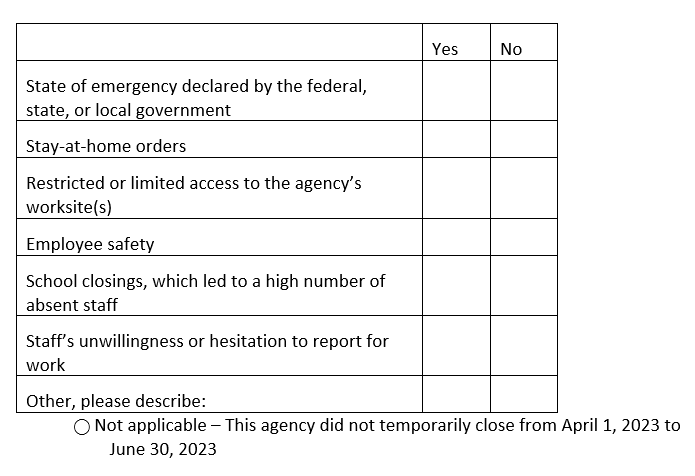 Yes No
State of emergency declared by the federal,
state, or local government
Stay-at-home orders
Restricted or limited access to the agency’s
worksite(s)
Employee safety
School closings, which led to a high number of
absent staff
Staff’s unwillingness or hesitation to report for
work
Other, please describe:
Not applicable – This agency did not temporarily close from April 1, 2023 to
June 30, 2023